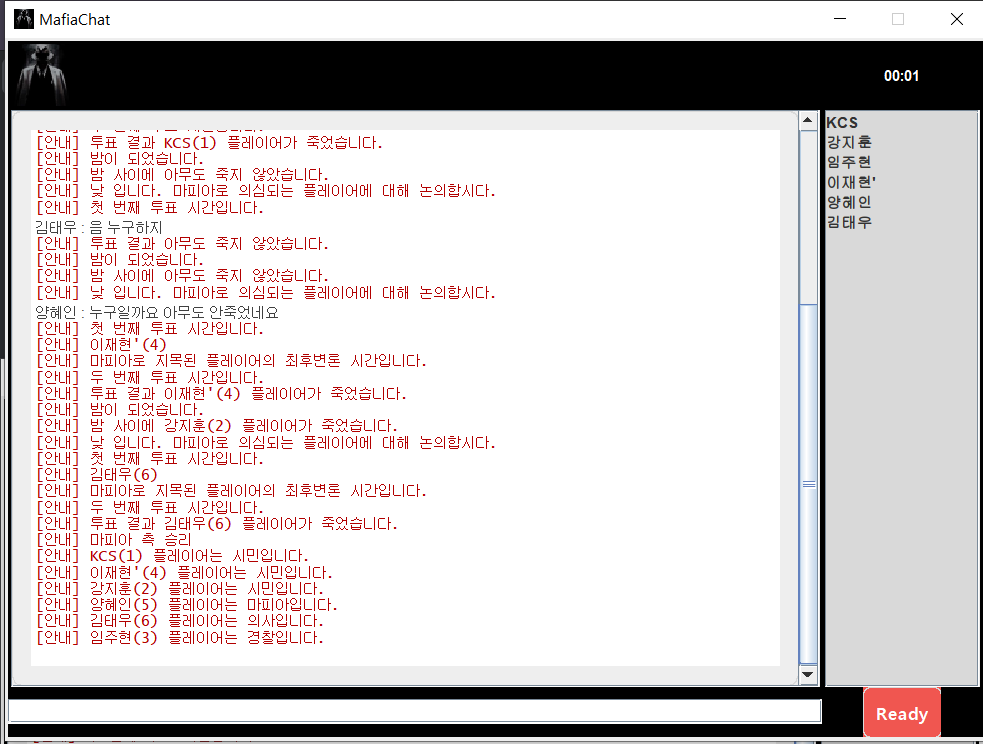 MafiaChat
00:01
[안내] 투표 결과 KCS(1) 플레이어가 죽었습니다.
[안내] 밤이 되었습니다.
[안내] 밤 사이에 아무도 죽지 않았습니다.
[안내] 낮 입니다. 마피아로 의심되는 플레이어에 대해 논의합시다.
[안내] 첫 번째 투표 시간입니다.
김태우 : 음 누구하지
[안내] 투표 결과 아무도 죽지 않았습니다.
[안내] 밤이 되었습니다.
[안내] 밤 사이에 아무도 죽지 않았습니다.
[안내] 낮 입니다. 마피아로 의심되는 플레이어에 대해 논의합시다.
양혜인 : 누구일까요 아무도 안죽었네요
[안내] 첫 번째 투표 시간입니다.
[안내] 이재현'(4)
[안내] 마피아로 지목된 플레이어의 최후변론 시간입니다.
[안내] 두 번째 투표 시간입니다.
[안내] 투표 결과 이재현'(4) 플레이어가 죽었습니다.
[안내] 밤이 되었습니다.
[안내] 밤 사이에 강지훈(2) 플레이어가 죽었습니다.
[안내] 낮 입니다. 마피아로 의심되는 플레이어에 대해 논의합시다.
[안내] 첫 번째 투표 시간입니다.
[안내] 김태우(6)
[안내] 마피아로 지목된 플레이어의 최후변론 시간입니다.
[안내] 두 번째 투표 시간입니다.
[안내] 투표 결과 김태우(6) 플레이어가 죽었습니다.
[안내] 마피아 측 승리
[안내] KCS(1) 플레이어는 시민입니다.
[안내] 이재현'(4) 플레이어는 시민입니다.
[안내] 강지훈(2) 플레이어는 시민입니다.
[안내] 양혜인(5) 플레이어는 마피아입니다.
[안내] 김태우(6) 플레이어는 의사입니다.
[안내] 임주현(3) 플레이어는 경찰입니다.
KCS
강지훈
임주현
이재현'
양혜인
김태우
Ready